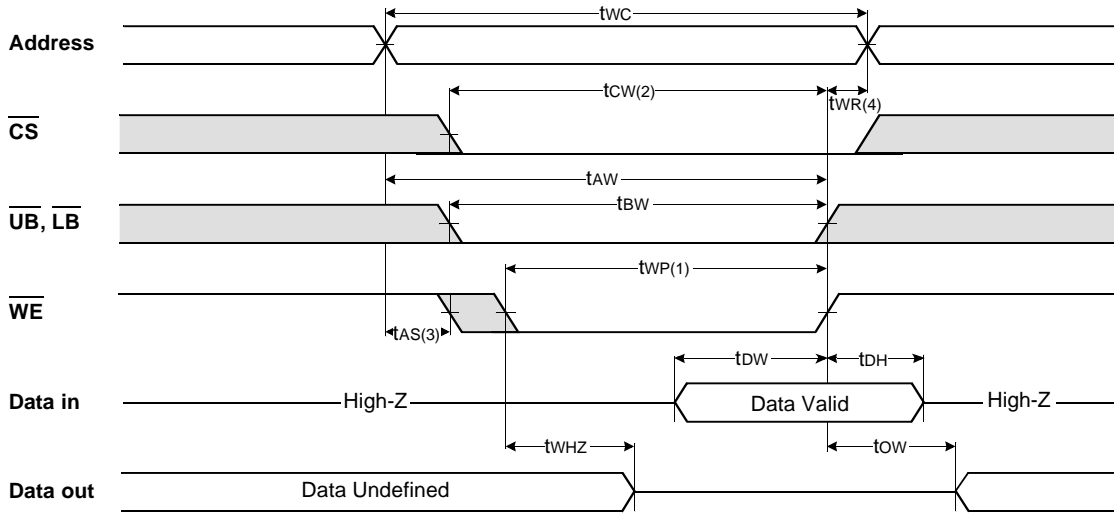 tWC
Address
tCW(2)
tWR(4)
CS
tAW
UB, LB
tBW
tWP(1)
WE
tAS(3)
tDW
tDH
Data in
High-Z
Data Valid
High-Z
tWHZ
tOW
Data out
Data Undefined